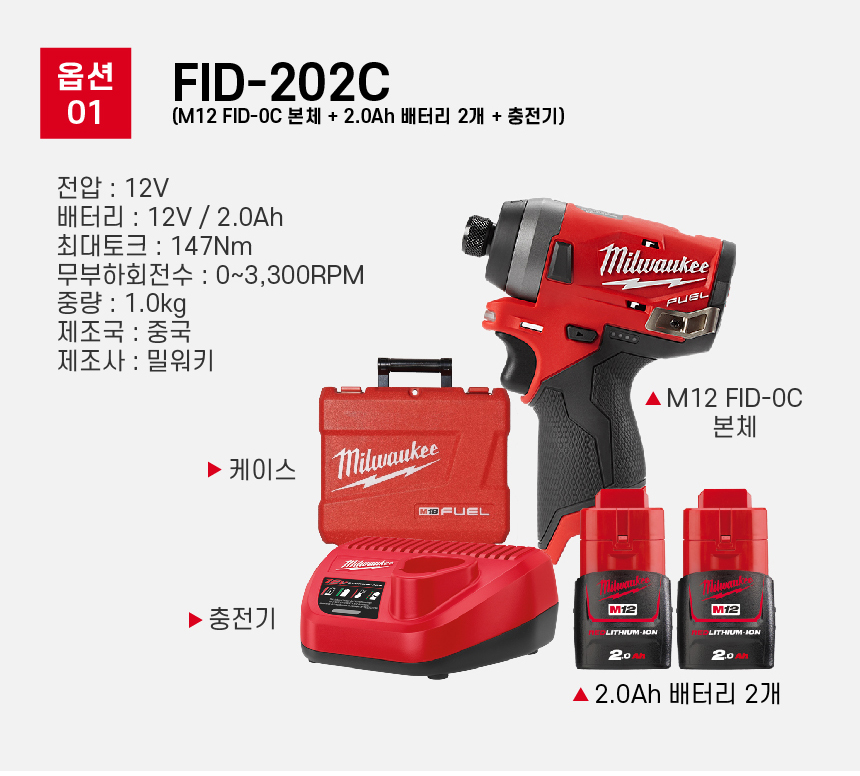 옵션
01
FID-202C
(M12 FID-0C 본체 + 2.0Ah 배터리 2개 + 충전기)
전압 : 12V
배터리 : 12V / 2.0Ah
최대토크 : 147Nm
무부하회전수 : 0~3,300RPM
중량 : 1.0kg
제조국 : 중국
제조사 : 밀워키
Milwaukee
FUEL
▲ M12 FID-0C
본체
Milwaukee
M18 FUEL
▶ 케이스
Milwaukee
▶ 충전기
Milwaukee
M12
REDLITHIUM-ION
2.0 Ah
Milwaukee
M12
REDLITHIUM-ION
2.0 Ah
▲ 2.0Ah 배터리 2개